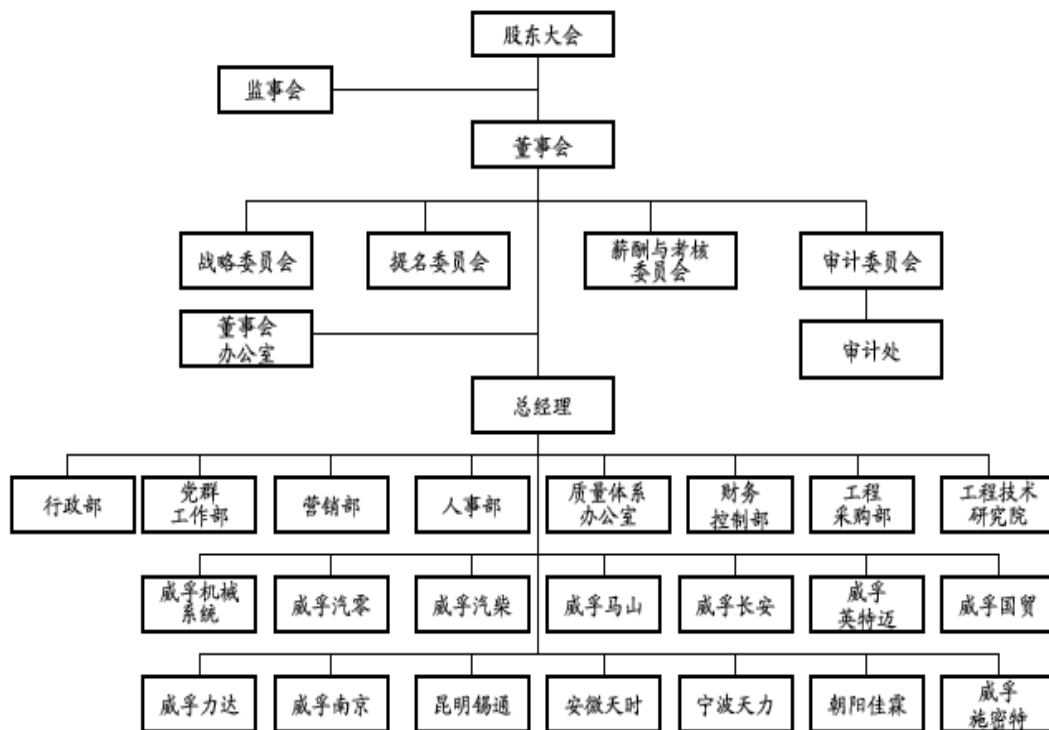 股东大会
监事会
董事会
战略委员会
提名委员会
薪酬与考核
委员会
审计委员会
董事会
办公室
审计处
总经理
行政部
党群
工作部
营销部
人事部
质量体系
办公室
财务
控制部
工程
采购部
工程技术
研究院
威孚机械
系统
威孚汽零
威孚汽柴
威孚马山
威孚长安
威孚
英特迈
威孚国贸
威孚力达
威孚南京
昆明锡通
安微天时
宁波天力
朝阳佳霖
威孚
施密特